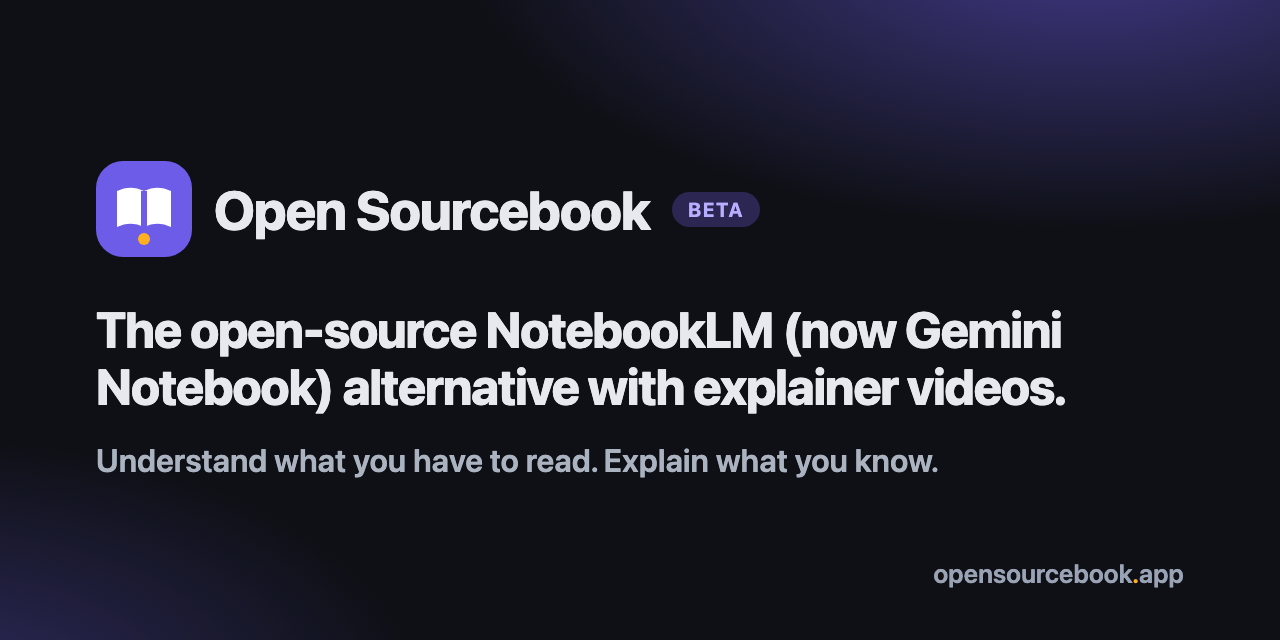 Open Sourcebook BETA
The open-source NotebookLM (now Gemini
Notebook) alternative with explainer videos.
Understand what you have to read. Explain what you know.
opensourcebook.app